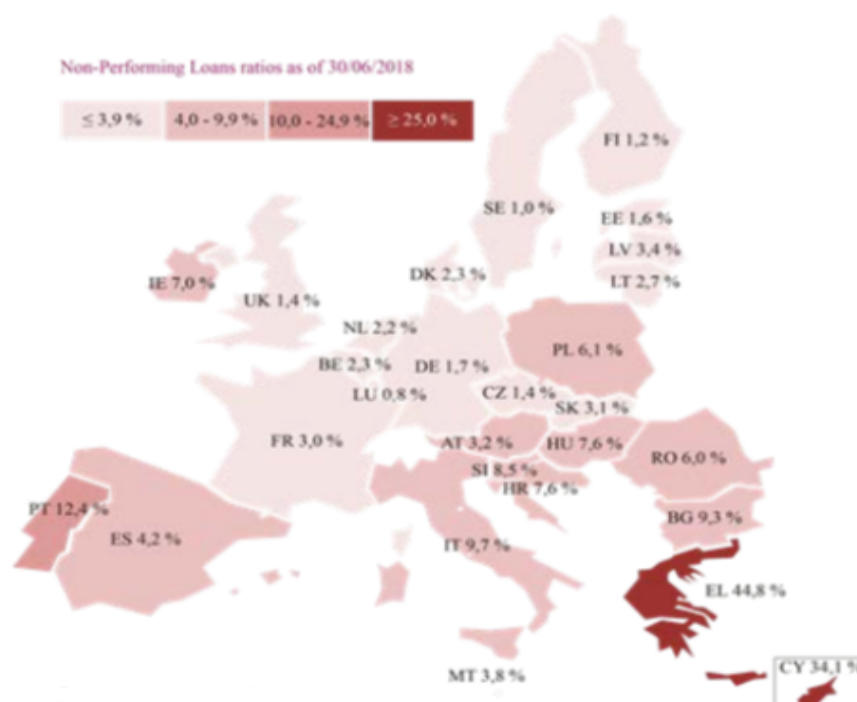 Non-Performing Loans ratios as of 30/06/2018
≤ 3,9 %
4,0 - 9,9 %
10,0 - 24,9 %
≥ 25,0 %
FI 1,2 %
SE 1,0 %
EE 1,6 %
LV 3,4 %
DK 2,3 %
LT 2,7 %
IE 7,0 %
UK 1,4 %
NL 2,2 %
PL 6,1 %
BE 2,3 %
DE 1,7 %
LU 0,8 %
CZ 1,4 %
SK 3,1 %
FR 3,0 %
AT 3,2 %
HU 7,6 %
RO 6,0 %
SI 8,5 %
HR 7,6 %
PT 12,4 %
BG 9,3 %
ES 4,2 %
IT 9,7 %
EL 44,8 %
CY 34,1 %
MT 3,8 %